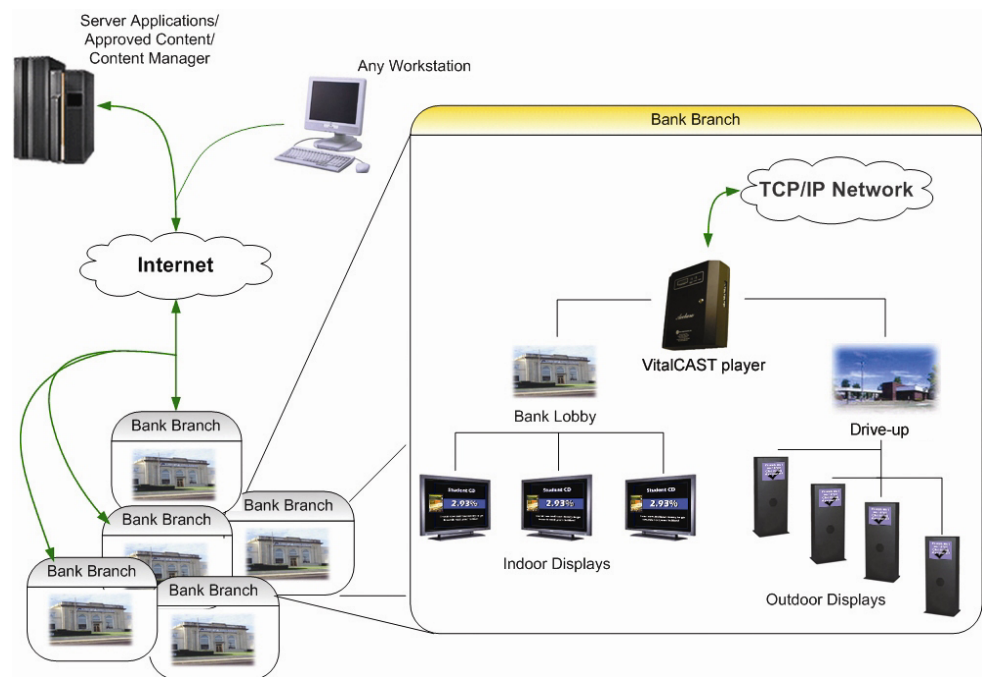 Server Applications/
Approved Content/
Content Manager
Any Workstation
Bank Branch
TCP/IP Network
Internet
VitalCAST player
Bank Lobby
Drive-up
Bank Branch
Student CD
2.93%
Student CD
2.93%
Student CD
2.93%
Bank Branch
Bank Branch
Indoor Displays
Bank Branch
Bank Branch
Outdoor Displays